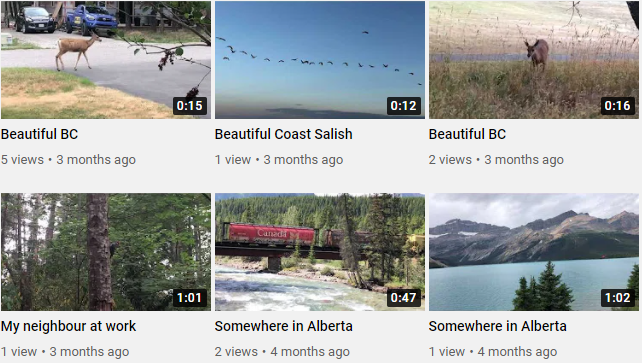 0:15
0:12
0:16
Beautiful BC
Beautiful Coast Salish
Beautiful BC
5 views • 3 months ago
1 view • 3 months ago
2 views • 3 months ago
Canada
1:01
0:47
1:02
My neighbour at work
Somewhere in Alberta
Somewhere in Alberta
1 view • 3 months ago
2 views • 4 months ago
1 view • 4 months ago